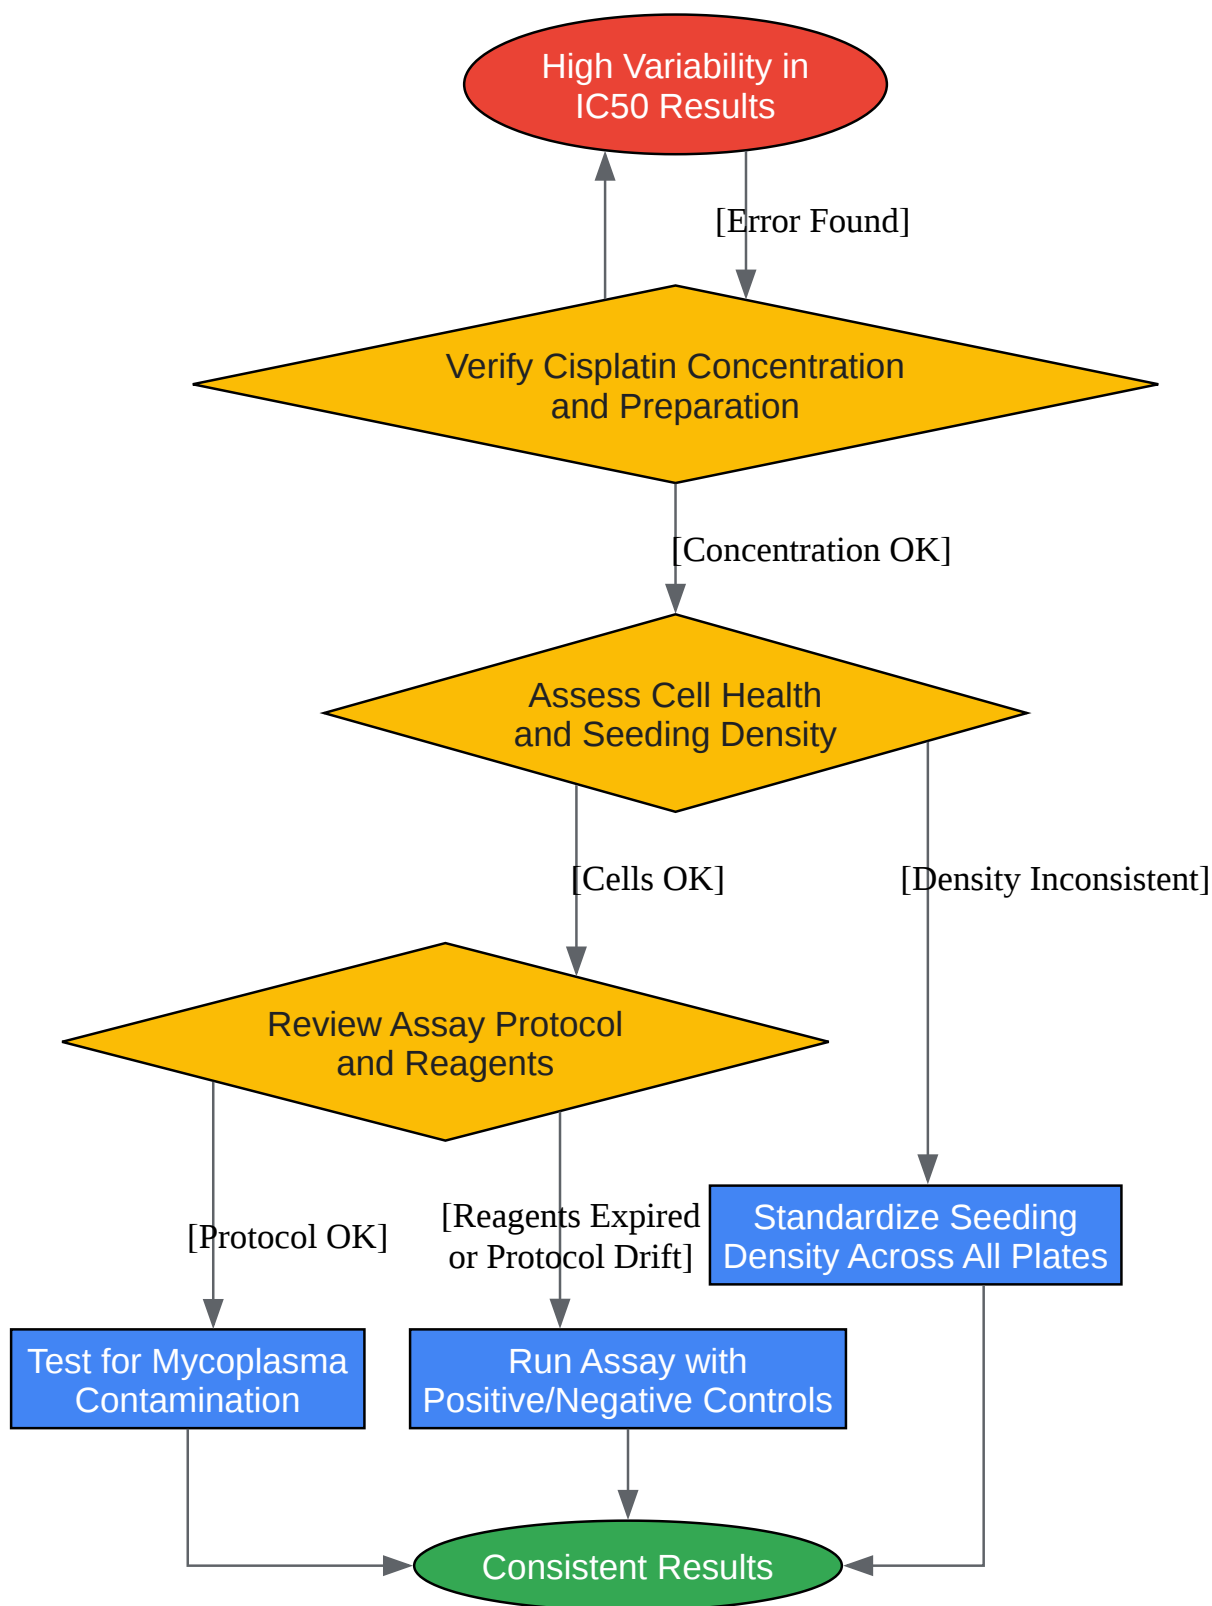 High Variability in
IC50 Results
[Error Found]
Verify Cisplatin Concentration
and Preparation
[Concentration OK]
Assess Cell Health
and Seeding Density
[Cells OK]
[Density Inconsistent]
Review Assay Protocol
and Reagents
[Protocol OK]
[Reagents Expired
or Protocol Drift]
Standardize Seeding
Density Across All Plates
Test for Mycoplasma
Contamination
Run Assay with
Positive/Negative Controls
Consistent Results